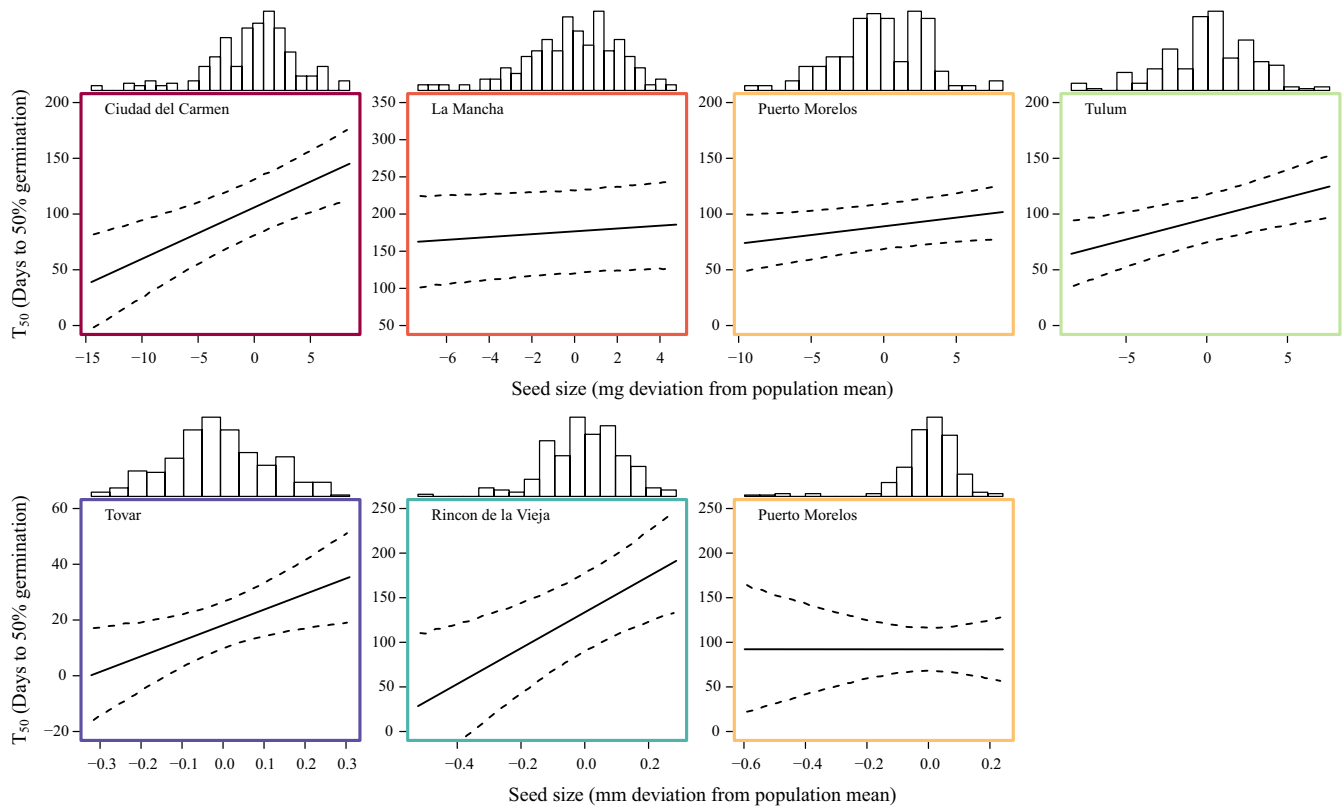 Ciudad del Carmen
La Mancha
Puerto Morelos
Tulum
T50 (Days to 50% germination)
200
150
100
50
0
350
300
250
200
150
100
50
200
150
100
50
0
200
150
100
50
0
−15 −10 −5 0 5
−6 −4 −2 0 2 4
−10 −5 0 5
−5 0 5
Seed size (mg deviation from population mean)
Tovar
Rincon de la Vieja
Puerto Morelos
T50 (Days to 50% germination)
60
40
20
0
−20
250
200
150
100
50
0
250
200
150
100
50
0
−0.3 −0.2 −0.1 0.0 0.1 0.2 0.3
−0.4 −0.2 0.0 0.2
−0.6 −0.4 −0.2 0.0 0.2
Seed size (mm deviation from population mean)